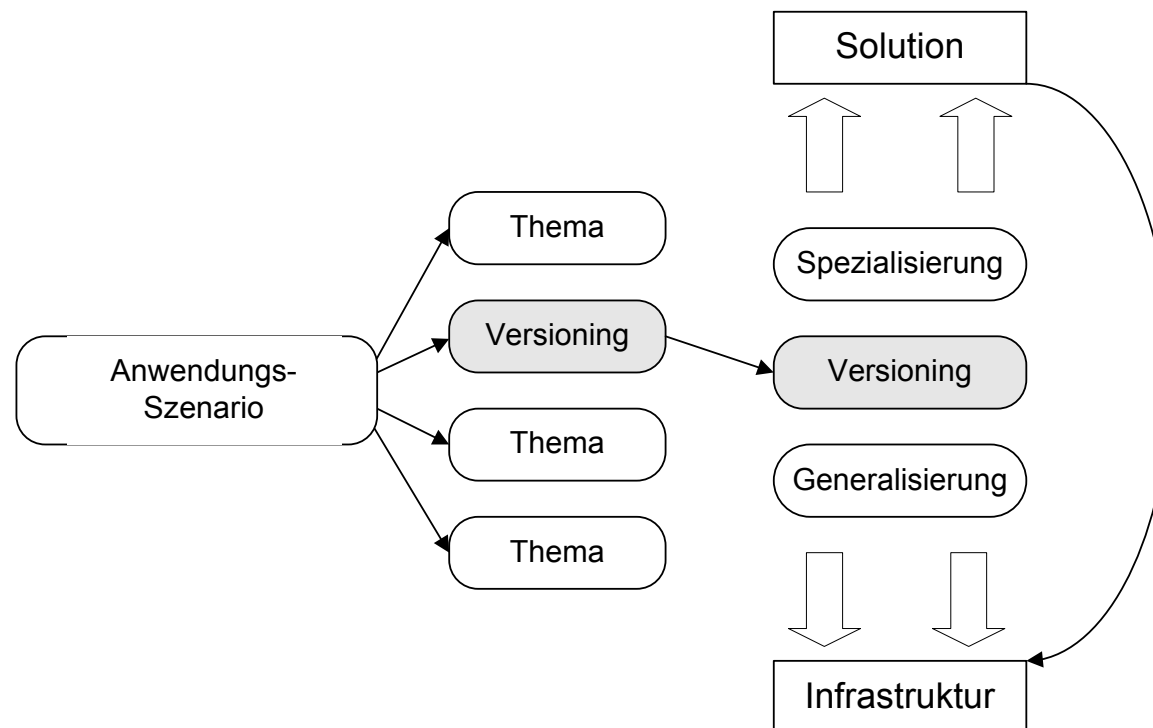 Solution
Thema
Spezialisierung
Versioning
Anwendungs-
Szenario
Versioning
Thema
Generalisierung
Thema
Infrastruktur